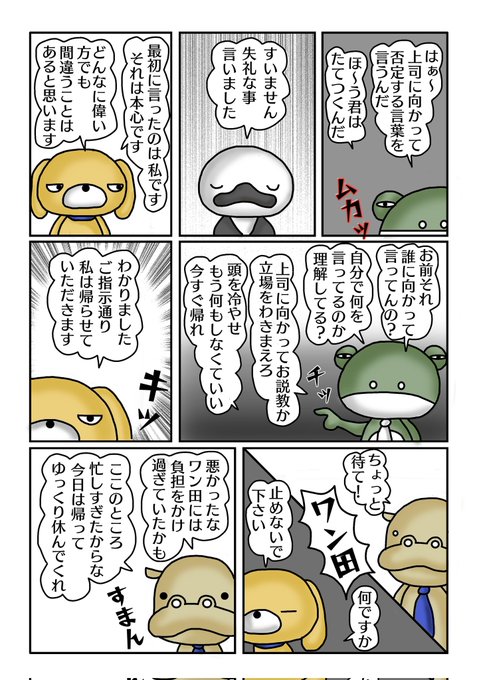 はぁ〜
上司に向かって
否定する言葉を
言うんだ
ほ〜う君は
たてつくんだ
ムカッ
すいません
失礼な事
言いました
最初に言ったのは私です
それは本心です
どんなに偉い
方でも
間違うことは
あると思います
お前それ
誰に向かって
言ってんの?
自分で何を
言ってるのか
理解してる?
上司に向かってお説教か
立場をわきまえろ
頭を冷やせ
もう何もしなくていい
今すぐ帰れ
チッ
わかりました
ご指示通り
私は帰らせて
いただきます
キッ
ちょっと
待て!
ワン田
止めないで
下さい
何ですか
悪かったな
ワン田には
負担をかけ
過ぎていたかも
ここのところ
忙しすぎたからな
今日は帰って
ゆっくり休んでくれ
すまん